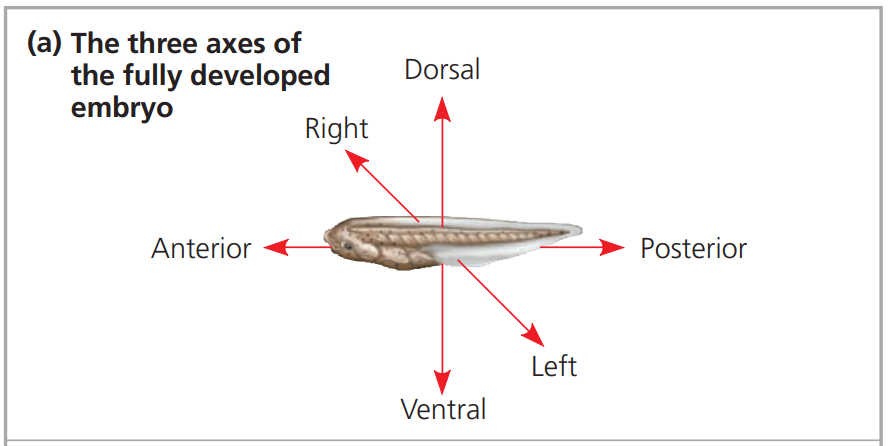 (a) The three axes of
the fully developed
embryo
Dorsal
Right
Anterior
Posterior
Left
Ventral